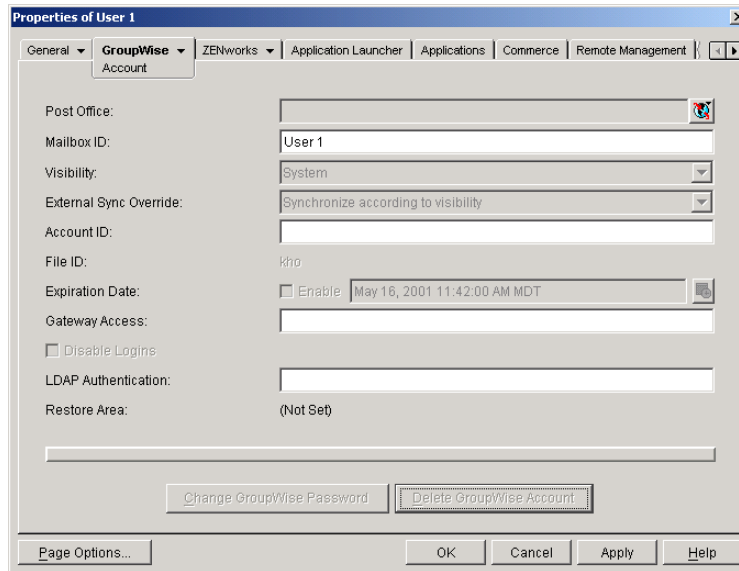 Properties of User 1
General GroupWise ZENworks Application Launcher Applications Commerce Remote Management
Account
Post Office:
Mailbox ID: User 1
Visibility: System
External Sync Override: Synchronize according to visibility
Account ID:
File ID: kho
Expiration Date: Enable May 16, 2001 11:42:00 AM MDT
Gateway Access:
Disable Logins
LDAP Authentication:
Restore Area: (Not Set)
Change GroupWise Password Delete GroupWise Account
Page Options... OK Cancel Apply Help